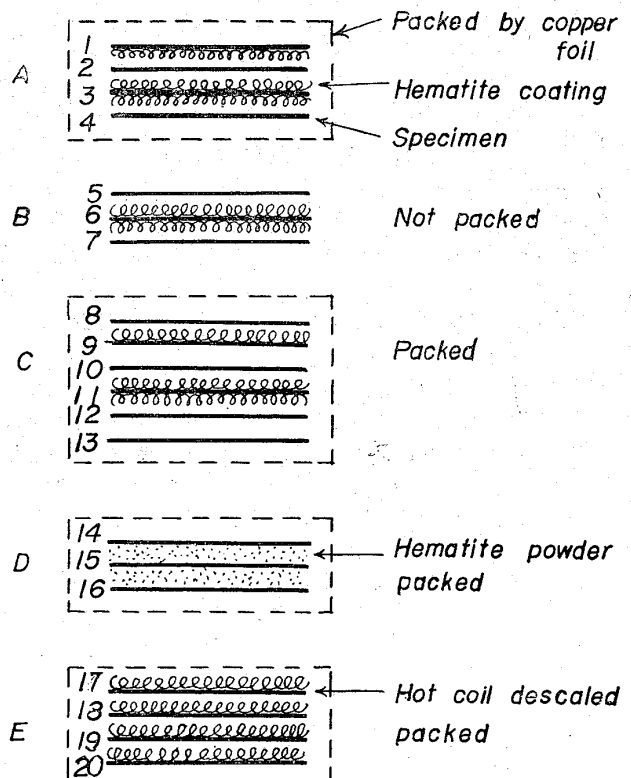 Packed by copper
foil
A
1
2
3
4
Hematite coating
Specimen
B
5
6
7
Not packed
C
8
9
10
11
12
13
Packed
D
14
15
16
Hematite powder
packed
E
17
18
19
20
Hot coil descaled
packed